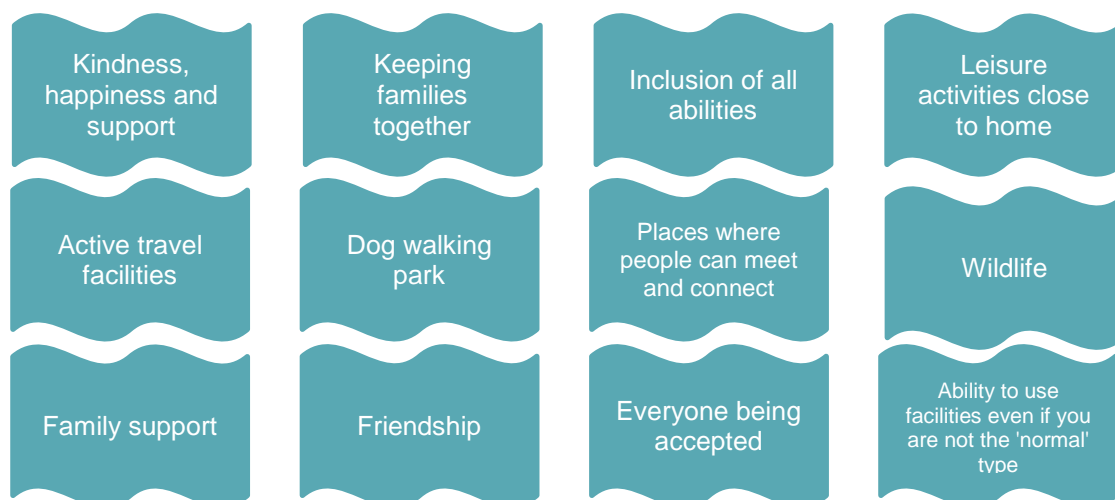 Kindness,
happiness and
support
Keeping
families
together
Inclusion of all
abilities
Leisure
activities close
to home
Active travel
facilities
Dog walking
park
Places where
people can meet
and connect
Wildlife
Family support
Friendship
Everyone being
accepted
Ability to use
facilities even if you
are not the 'normal'
type